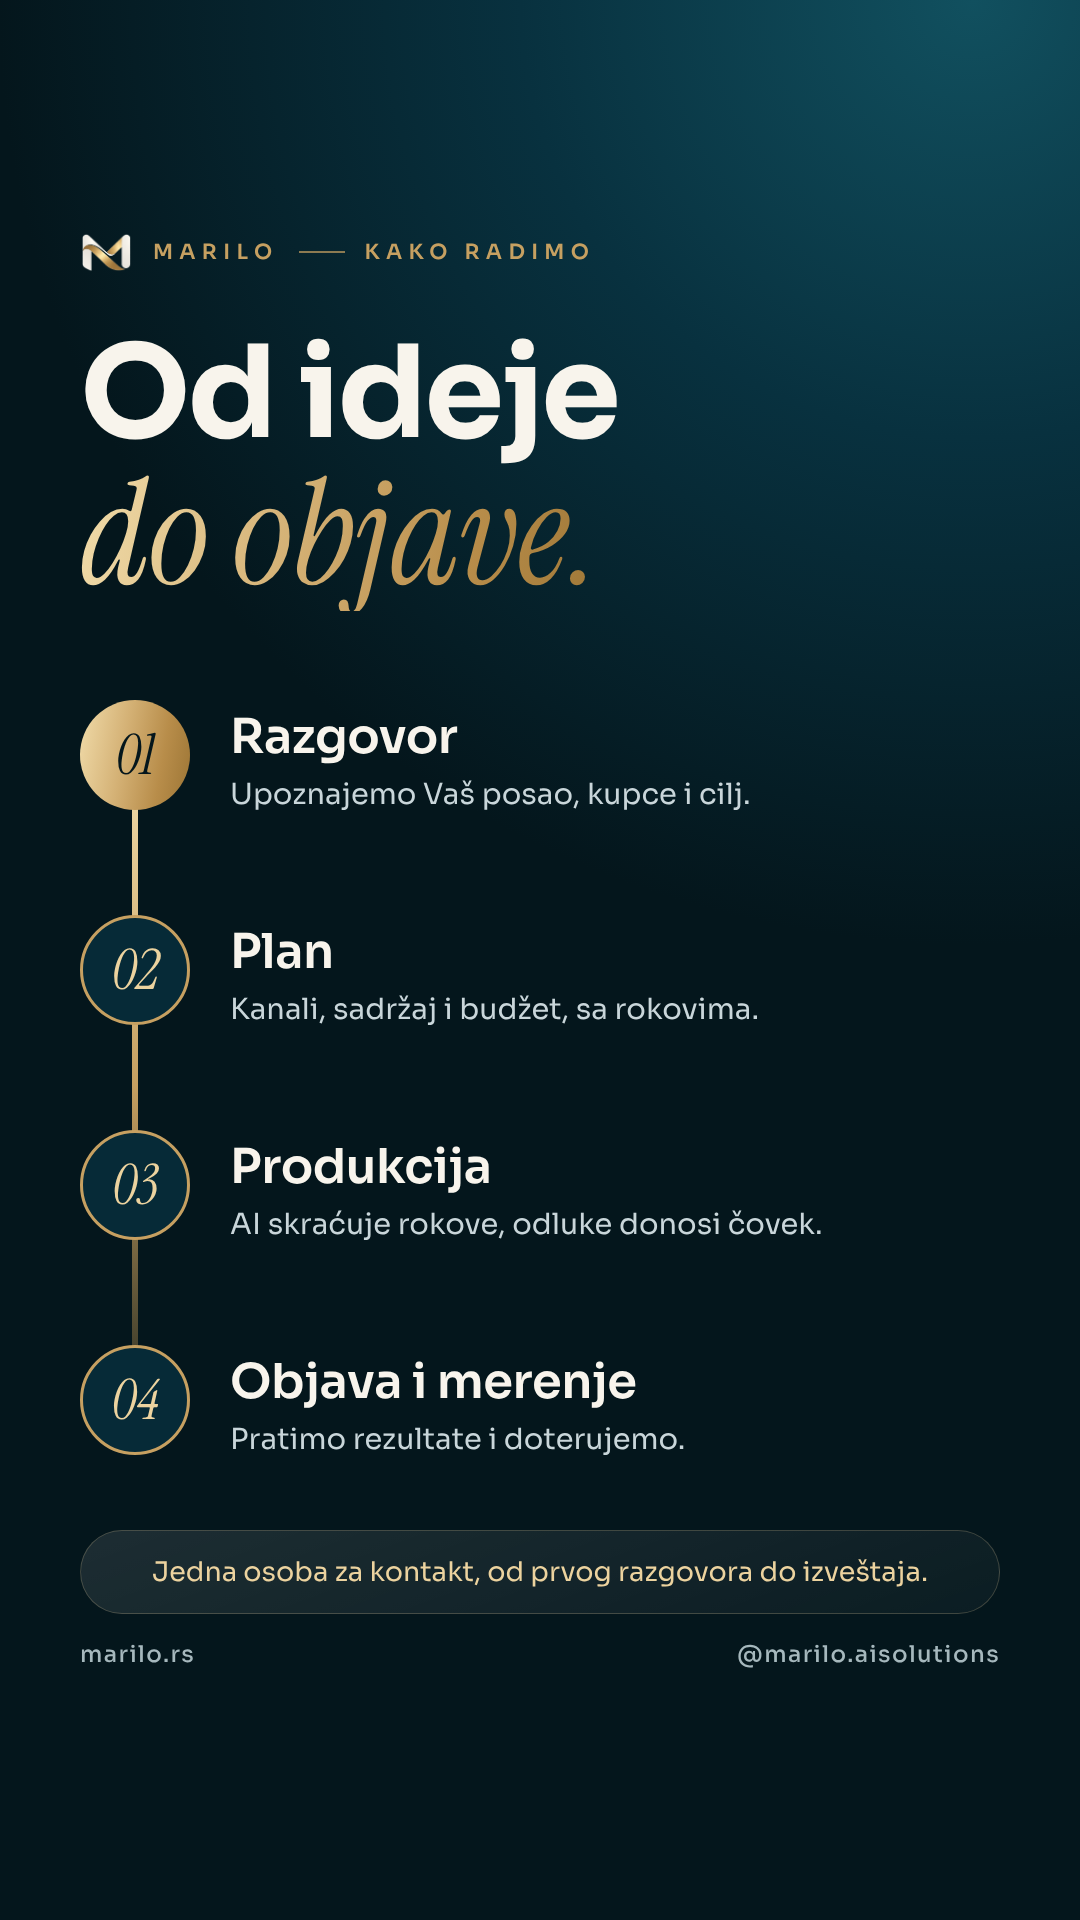 MARILO — KAKO RADIMO
Od ideje
do objave.
01
Razgovor
Upoznajemo Vaš posao, kupce i cilj.
02
Plan
Kanali, sadržaj i budžet, sa rokovima.
03
Produkcija
AI skraćuje rokove, odluke donosi čovek.
04
Objava i merenje
Pratimo rezultate i doterujemo.
Jedna osoba za kontakt, od prvog razgovora do izveštaja.
marilo.rs
@marilo.aisolutions